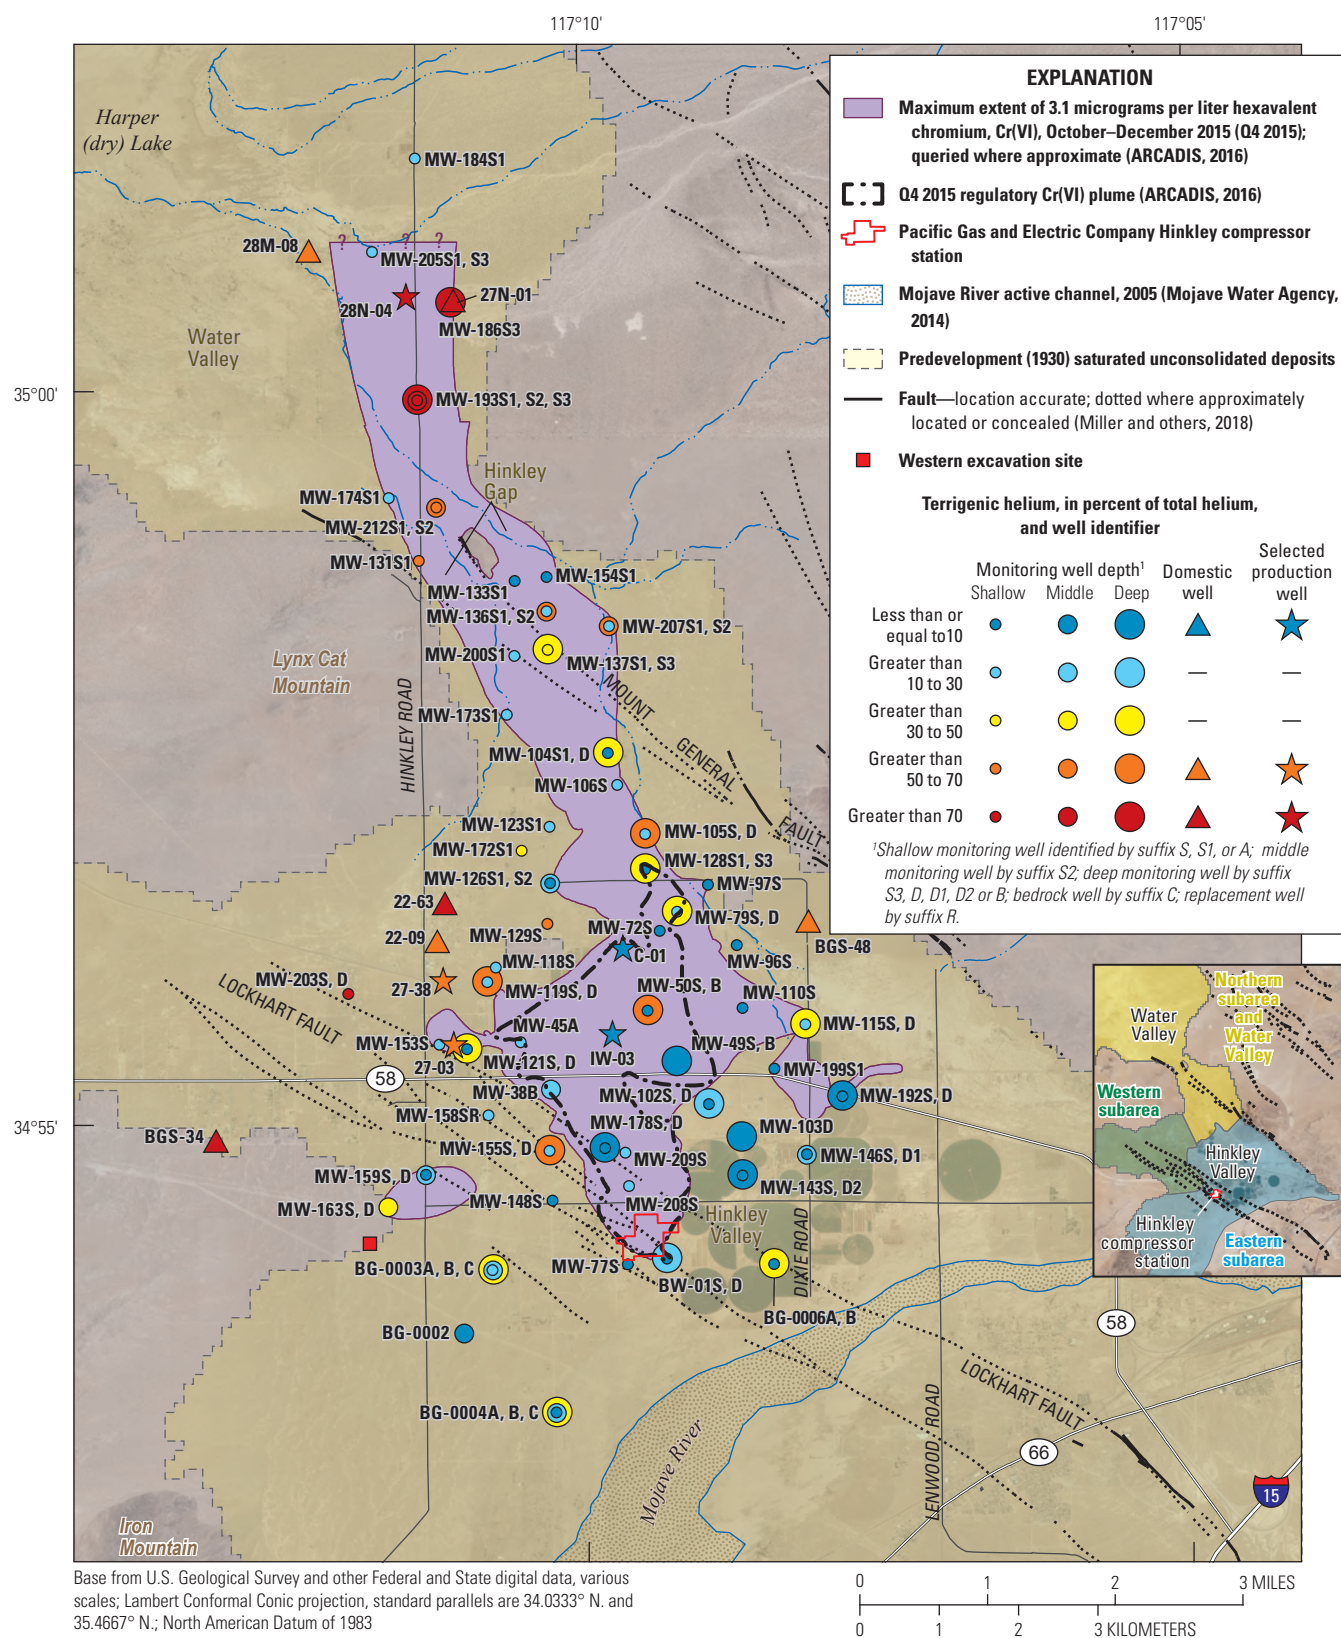 117°10'
117°05'
Harper
(dry) Lake
MW-184S1
28M-08
?
?
?
MW-205S1, S3
28N-04
27N-01
MW-186S3
Water
Valley
35°00'
MW-193S1, S2, S3
Hinkley
Gap
MW-174S1
MW-212S1, S2
MW-131S1
MW-154S1
MW-133S1
MW-136S1, S2
MW-207S1, S2
MW-200S1
MW-137S1, S3
Lynx Cat
Mountain
HINKLEY ROAD
MW-173S1
MOUNT
GENERAL
FAULT
MW-104S1, D
MW-106S
MW-123S1
MW-105S, D
MW-172S1
MW-128S1, S3
MW-126S1, S2
MW-97S
22-63
MW-79S, D
MW-72S
BGS-48
MW-129S
22-09
C-01
MW-96S
MW-118S
MW-203S, D
27-38
MW-119S, D
MW-50S, B
MW-110S
LOCKHART FAULT
MW-45A
MW-115S, D
MW-153S
27-03
MW-121S, D
IW-03
MW-49S, B
MW-199S1
58
MW-38B
MW-102S, D
MW-192S, D
MW-158SR
MW-178S, D
MW-103D
34°55'
BGS-34
MW-155S, D
MW-209S
MW-146S, D1
MW-159S, D
MW-143S, D2
MW-148S
MW-208S
MW-163S, D
Hinkley
Valley
DIXIE ROAD
BG-0003A, B, C
MW-77S
BW-01S, D
BG-0006A, B
BG-0002
BG-0004A, B, C
LENWOOD ROAD
LOCKHART FAULT
58
66
15
Mojave River
Iron
Mountain
EXPLANATION
Maximum extent of 3.1 micrograms per liter hexavalent
chromium, Cr(VI), October–December 2015 (Q4 2015);
queried where approximate (ARCADIS, 2016)
Q4 2015 regulatory Cr(VI) plume (ARCADIS, 2016)
Pacific Gas and Electric Company Hinkley compressor
station
Mojave River active channel, 2005 (Mojave Water Agency,
2014)
Predevelopment (1930) saturated unconsolidated deposits
Fault—location accurate; dotted where approximately
located or concealed (Miller and others, 2018)
Western excavation site
Terrigenic helium, in percent of total helium,
and well identifier
Monitoring well depth¹
Shallow
Middle
Deep
Domestic
well
Selected
production
well
Less than or
equal to10
Greater than
10 to 30
— —
Greater than
30 to 50
— —
Greater than
50 to 70
Greater than 70
¹Shallow monitoring well identified by suffix S, S1, or A; middle
monitoring well by suffix S2; deep monitoring well by suffix
S3, D, D1, D2 or B; bedrock well by suffix C; replacement well
by suffix R.
Northern
subarea
and
Water
Valley
Water
Valley
Western
subarea
Hinkley
Valley
Hinkley
compressor
station
Eastern
subarea
Base from U.S. Geological Survey and other Federal and State digital data, various
scales; Lambert Conformal Conic projection, standard parallels are 34.0333° N. and
35.4667° N.; North American Datum of 1983
0 1 2 3 MILES
0 1 2 3 KILOMETERS